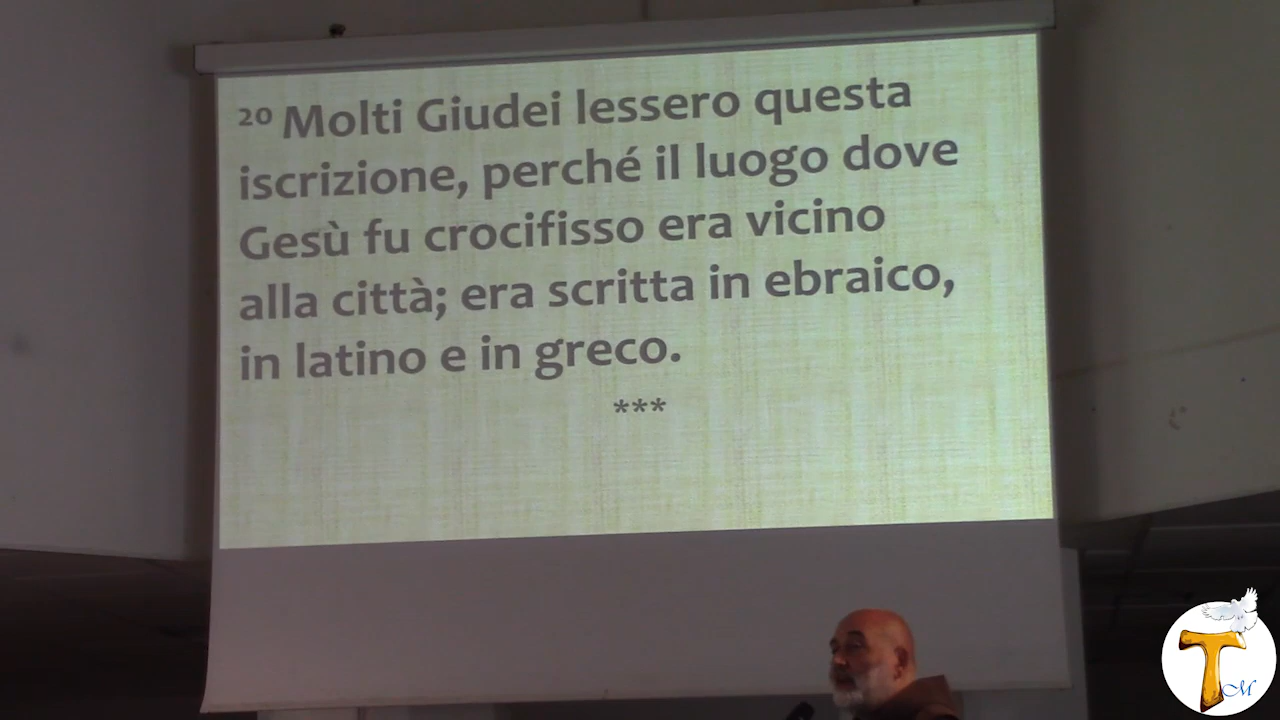 20 Molti Giudei lessero questa
iscrizione, perché il luogo dove
Gesù fu crocifisso era vicino
alla città; era scritta in ebraico,
in latino e in greco.
***
T M